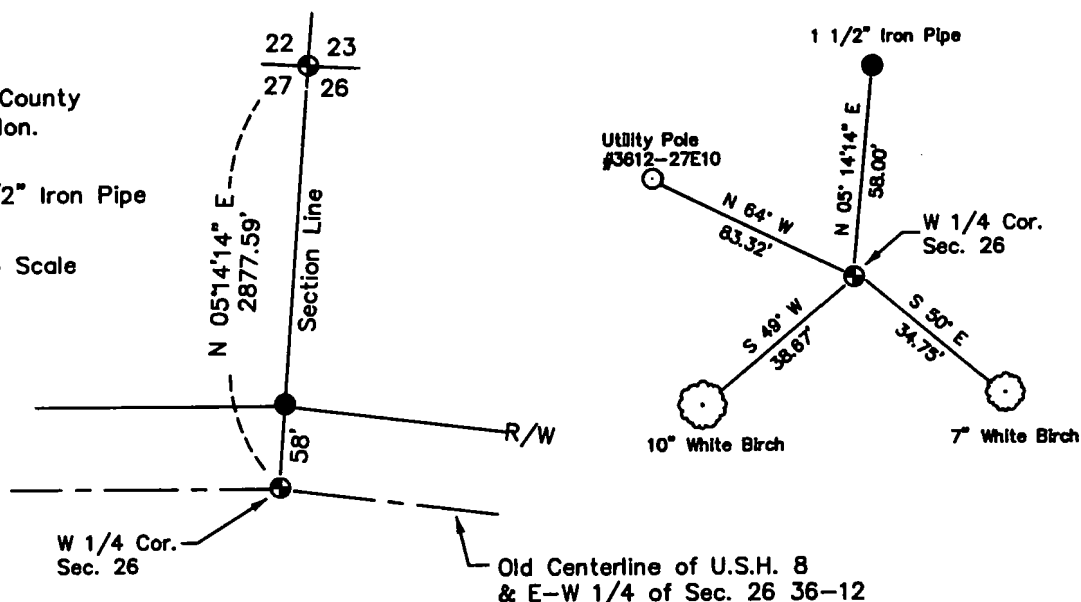 22 23
27 26
County
/2" Iron Pipe
Scale
N 05°14'14" E
2877.59'
Section Line
58'
R/W
W 1/4 Cor.
Sec. 26
Old Centerline of U.S.H. 8
& E-W 1/4 of Sec. 26 36-12
1 1/2" Iron Pipe
Utility Pole
#3612-27E10
N 64° W
83.32'
N 05° 14'14" E
58.00'
W 1/4 Cor.
Sec. 26
S 49° W
38.67'
S 50° E
34.75'
10" White Birch
7" White Birch